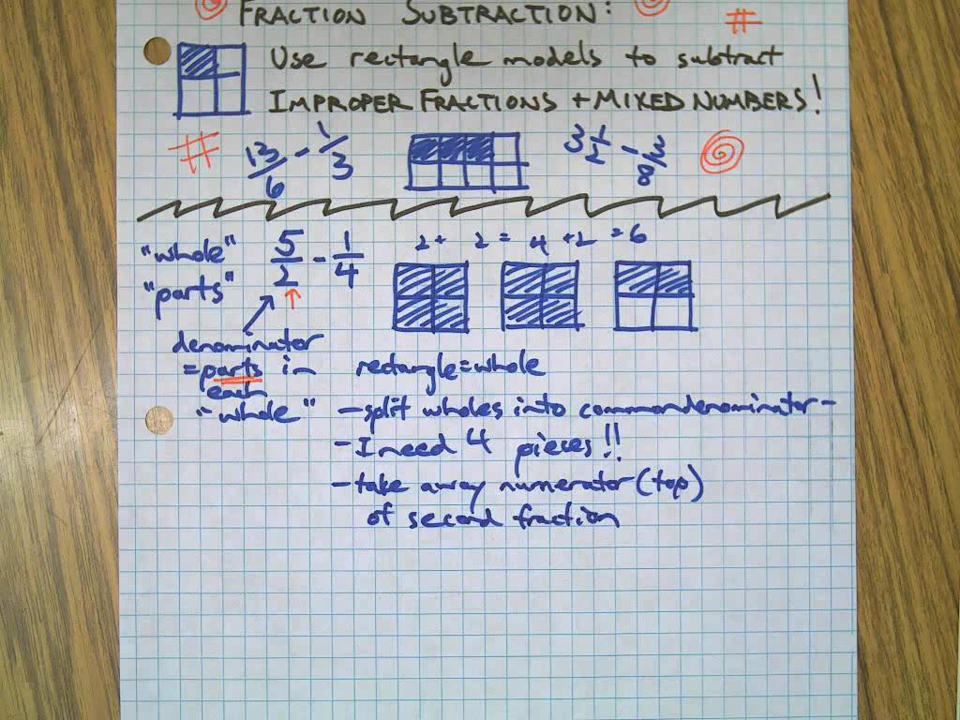 FRACTION SUBTRACTION:
Use rectangle models to subtract
IMPROPER FRACTIONS + MIXED NUMBERS!
13/6 - 1/3
3 1/2 - 3/8
"whole" 5/2 - 1/4
"parts"
2 + 2 = 4 + 2 = 6
denominator
= parts in
each
"whole"
rectangle = whole
- split wholes into common denominator -
- I need 4 pieces!!
- take away numerator (top)
of second fraction